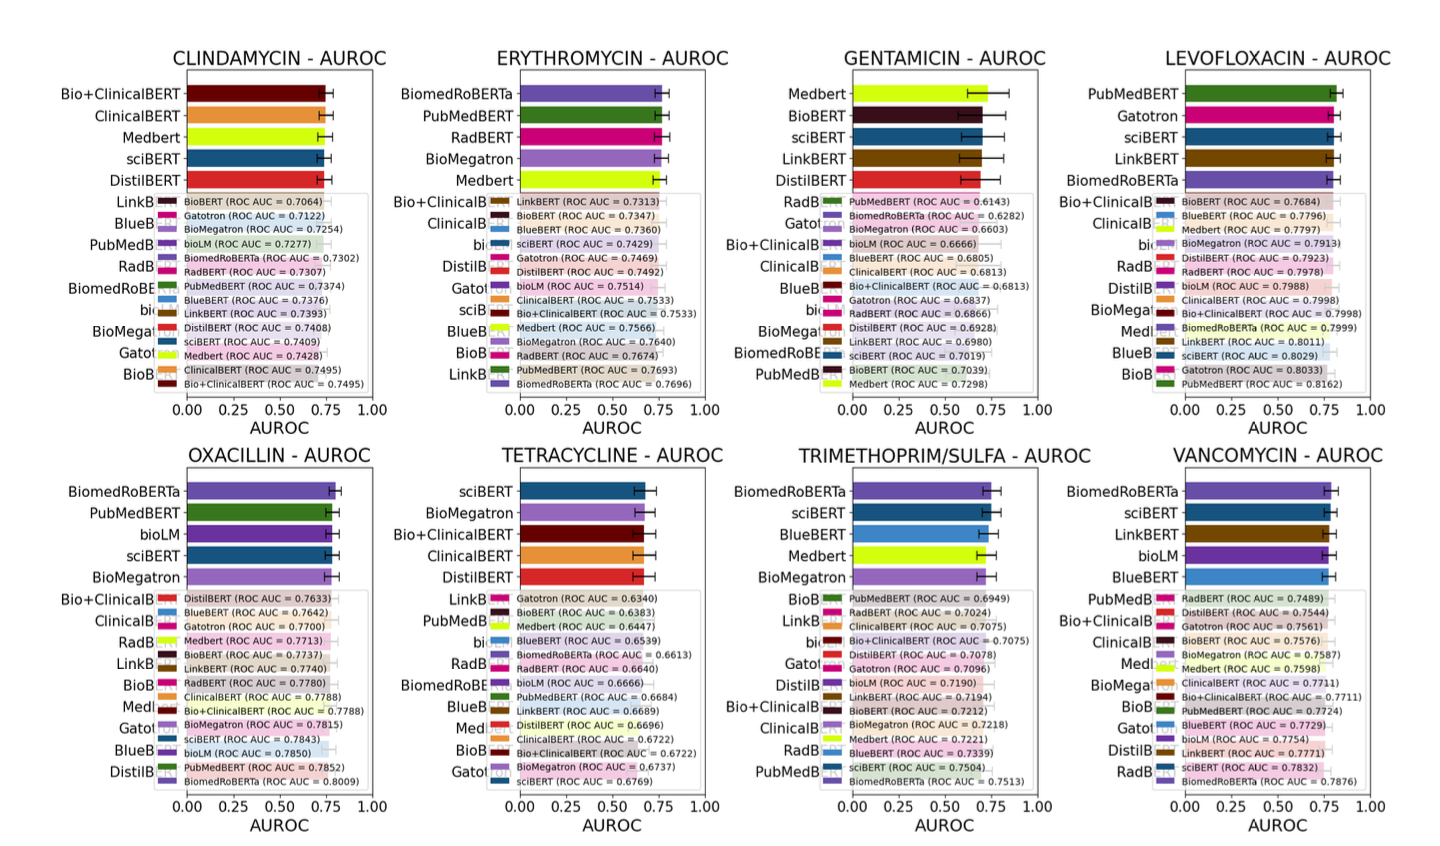 CLINDAMYCIN - AUROC
Bio+ClinicalBERT
ClinicalBERT
Medbert
sciBERT
DistilBERT
LinkB
BlueB
PubMedB
RadB
BiomedRoBE
bio
BioMegat
Gatot
BioB
BioBERT (ROC AUC = 0.7064)
Gatotron (ROC AUC = 0.7122)
BioMegatron (ROC AUC = 0.7254)
bioLM (ROC AUC = 0.7277)
BiomedRoBERTa (ROC AUC = 0.7302)
RadBERT (ROC AUC = 0.7307)
PubMedBERT (ROC AUC = 0.7374)
BlueBERT (ROC AUC = 0.7376)
LinkBERT (ROC AUC = 0.7393)
DistilBERT (ROC AUC = 0.7408)
sciBERT (ROC AUC = 0.7409)
Medbert (ROC AUC = 0.7428)
ClinicalBERT (ROC AUC = 0.7495)
Bio+ClinicalBERT (ROC AUC = 0.7495)
0.00 0.25 0.50 0.75 1.00
AUROC
ERYTHROMYCIN - AUROC
BiomedRoBERTa
PubMedBERT
RadBERT
BioMegatron
Medbert
Bio+ClinicalB
ClinicalB
bi
DistilB
Gatot
sciB
BlueB
BioB
LinkB
LinkBERT (ROC AUC = 0.7313)
BioBERT (ROC AUC = 0.7347)
BlueBERT (ROC AUC = 0.7360)
sciBERT (ROC AUC = 0.7429)
Gatotron (ROC AUC = 0.7469)
DistilBERT (ROC AUC = 0.7492)
bioLM (ROC AUC = 0.7514)
ClinicalBERT (ROC AUC = 0.7533)
Bio+ClinicalBERT (ROC AUC = 0.7533)
Medbert (ROC AUC = 0.7566)
BioMegatron (ROC AUC = 0.7640)
RadBERT (ROC AUC = 0.7674)
PubMedBERT (ROC AUC = 0.7693)
BiomedRoBERTa (ROC AUC = 0.7696)
0.00 0.25 0.50 0.75 1.00
AUROC
GENTAMICIN - AUROC
Medbert
BioBERT
sciBERT
LinkBERT
DistilBERT
RadB
Gatot
Bio+ClinicalB
ClinicalB
BlueB
bio
BioMegat
BiomedRoBE
PubMedB
PubMedBERT (ROC AUC = 0.6143)
BiomedRoBERTa (ROC AUC = 0.6282)
BioMegatron (ROC AUC = 0.6603)
bioLM (ROC AUC = 0.6666)
BlueBERT (ROC AUC = 0.6805)
ClinicalBERT (ROC AUC = 0.6813)
Bio+ClinicalBERT (ROC AUC = 0.6813)
Gatotron (ROC AUC = 0.6837)
RadBERT (ROC AUC = 0.6866)
DistilBERT (ROC AUC = 0.6928)
LinkBERT (ROC AUC = 0.6980)
sciBERT (ROC AUC = 0.7019)
BioBERT (ROC AUC = 0.7039)
Medbert (ROC AUC = 0.7298)
0.00 0.25 0.50 0.75 1.00
AUROC
LEVOFLOXACIN - AUROC
PubMedBERT
Gatotron
sciBERT
LinkBERT
BiomedRoBERTa
Bio+ClinicalB
ClinicalB
bi
RadB
DistilB
BioMegat
Med
BlueB
BioB
BioBERT (ROC AUC = 0.7684)
BlueBERT (ROC AUC = 0.7796)
Medbert (ROC AUC = 0.7797)
BioMegatron (ROC AUC = 0.7913)
DistilBERT (ROC AUC = 0.7923)
RadBERT (ROC AUC = 0.7978)
bioLM (ROC AUC = 0.7988)
ClinicalBERT (ROC AUC = 0.7998)
Bio+ClinicalBERT (ROC AUC = 0.7998)
BiomedRoBERTa (ROC AUC = 0.7999)
LinkBERT (ROC AUC = 0.8011)
sciBERT (ROC AUC = 0.8029)
Gatotron (ROC AUC = 0.8033)
PubMedBERT (ROC AUC = 0.8162)
0.00 0.25 0.50 0.75 1.00
AUROC
OXACILLIN - AUROC
BiomedRoBERTa
PubMedBERT
bioLM
sciBERT
BioMegatron
Bio+ClinicalB
ClinicalB
RadB
LinkB
BioB
Med
Gatot
BlueB
DistilB
DistilBERT (ROC AUC = 0.7633)
BlueBERT (ROC AUC = 0.7642)
Gatotron (ROC AUC = 0.7700)
Medbert (ROC AUC = 0.7713)
BioBERT (ROC AUC = 0.7737)
LinkBERT (ROC AUC = 0.7740)
RadBERT (ROC AUC = 0.7780)
ClinicalBERT (ROC AUC = 0.7788)
Bio+ClinicalBERT (ROC AUC = 0.7788)
BioMegatron (ROC AUC = 0.7815)
sciBERT (ROC AUC = 0.7843)
bioLM (ROC AUC = 0.7850)
PubMedBERT (ROC AUC = 0.7852)
BiomedRoBERTa (ROC AUC = 0.8009)
0.00 0.25 0.50 0.75 1.00
AUROC
TETRACYCLINE - AUROC
sciBERT
BioMegatron
Bio+ClinicalBERT
ClinicalBERT
DistilBERT
LinkB
PubMedB
bi
RadB
BiomedRoBE
BlueB
Med
BioB
Gatot
Gatotron (ROC AUC = 0.6340)
BioBERT (ROC AUC = 0.6383)
Medbert (ROC AUC = 0.6447)
BlueBERT (ROC AUC = 0.6539)
BiomedRoBERTa (ROC AUC = 0.6613)
RadBERT (ROC AUC = 0.6640)
bioLM (ROC AUC = 0.6666)
PubMedBERT (ROC AUC = 0.6684)
LinkBERT (ROC AUC = 0.6689)
DistilBERT (ROC AUC = 0.6696)
ClinicalBERT (ROC AUC = 0.6722)
Bio+ClinicalBERT (ROC AUC = 0.6722)
BioMegatron (ROC AUC = 0.6737)
sciBERT (ROC AUC = 0.6769)
0.00 0.25 0.50 0.75 1.00
AUROC
TRIMETHOPRIM/SULFA - AUROC
BiomedRoBERTa
sciBERT
BlueBERT
Medbert
BioMegatron
BioB
LinkB
bi
Gatot
DistilB
Bio+ClinicalB
ClinicalB
RadB
PubMedB
PubMedBERT (ROC AUC = 0.6949)
RadBERT (ROC AUC = 0.7024)
ClinicalBERT (ROC AUC = 0.7075)
Bio+ClinicalBERT (ROC AUC = 0.7075)
DistilBERT (ROC AUC = 0.7078)
Gatotron (ROC AUC = 0.7096)
bioLM (ROC AUC = 0.7190)
LinkBERT (ROC AUC = 0.7194)
BioBERT (ROC AUC = 0.7212)
BioMegatron (ROC AUC = 0.7218)
Medbert (ROC AUC = 0.7221)
BlueBERT (ROC AUC = 0.7339)
sciBERT (ROC AUC = 0.7504)
BiomedRoBERTa (ROC AUC = 0.7513)
0.00 0.25 0.50 0.75 1.00
AUROC
VANCOMYCIN - AUROC
BiomedRoBERTa
sciBERT
LinkBERT
bioLM
BlueBERT
PubMedB
Bio+ClinicalB
ClinicalB
Med
BioMegat
BioB
Gatot
DistilB
RadB
RadBERT (ROC AUC = 0.7489)
DistilBERT (ROC AUC = 0.7544)
Gatotron (ROC AUC = 0.7561)
BioBERT (ROC AUC = 0.7576)
BioMegatron (ROC AUC = 0.7587)
Medbert (ROC AUC = 0.7598)
ClinicalBERT (ROC AUC = 0.7711)
Bio+ClinicalBERT (ROC AUC = 0.7711)
PubMedBERT (ROC AUC = 0.7724)
BlueBERT (ROC AUC = 0.7729)
bioLM (ROC AUC = 0.7754)
LinkBERT (ROC AUC = 0.7771)
sciBERT (ROC AUC = 0.7832)
BiomedRoBERTa (ROC AUC = 0.7876)
0.00 0.25 0.50 0.75 1.00
AUROC